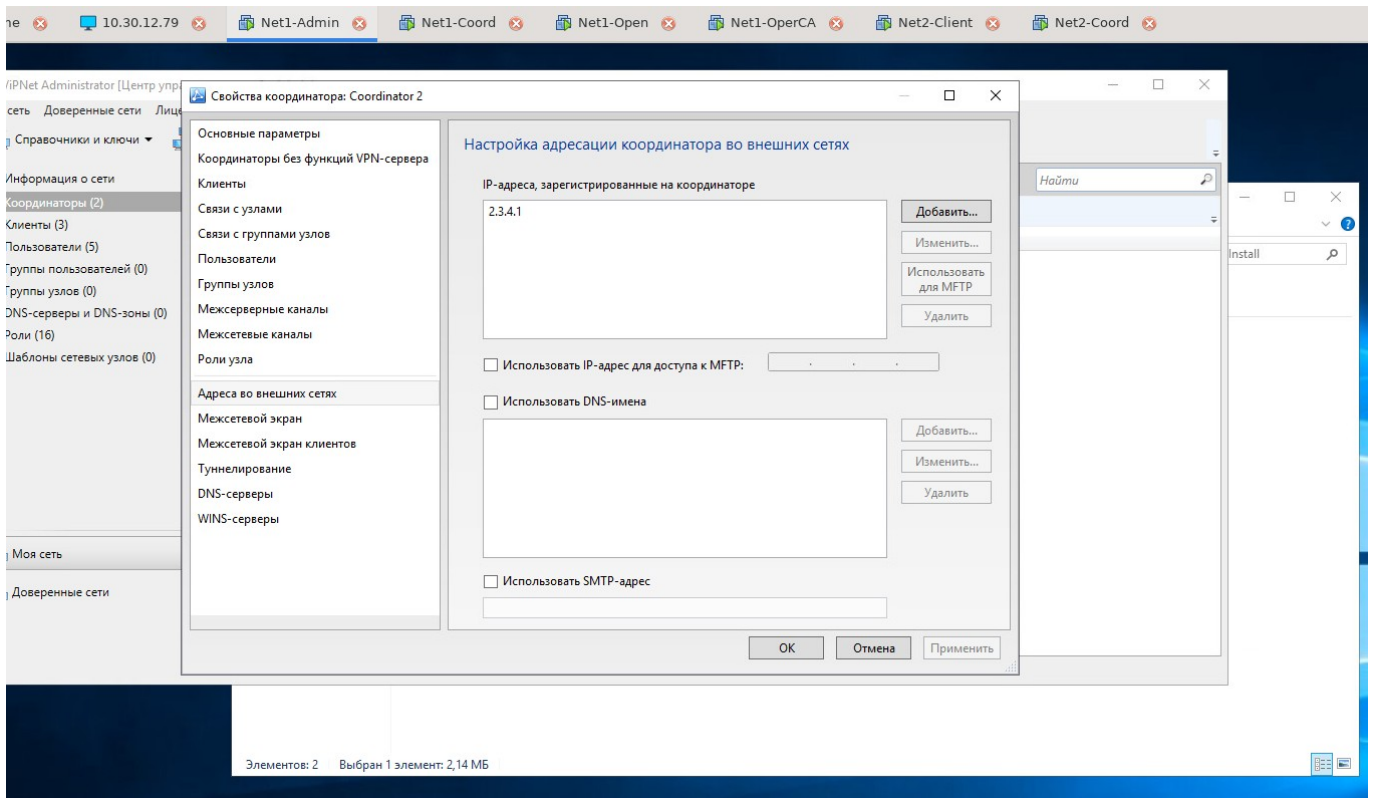 10.30.12.79
Net1-Admin
Net1-Coord
Net1-Open
Net1-OperCA
Net2-Client
Net2-Coord
ViPNet Administrator [Центр упр
сеть Доверенные сети Лице
Справочники и ключи
Информация о сети
Координаторы (2)
Клиенты (3)
Пользователи (5)
Группы пользователей (0)
Группы узлов (0)
DNS-серверы и DNS-зоны (0)
Роли (16)
Шаблоны сетевых узлов (0)
Моя сеть
Доверенные сети
Свойства координатора: Coordinator 2
Основные параметры
Координаторы без функций VPN-сервера
Клиенты
Связи с узлами
Связи с группами узлов
Пользователи
Группы узлов
Межсерверные каналы
Межсетевые каналы
Роли узла
Адреса во внешних сетях
Межсетевой экран
Межсетевой экран клиентов
Туннелирование
DNS-серверы
WINS-серверы
Настройка адресации координатора во внешних сетях
IP-адреса, зарегистрированные на координаторе
2.3.4.1
Добавить...
Изменить...
Использовать
для MFTP
Удалить
Использовать IP-адрес для доступа к MFTP:
Использовать DNS-имена
Добавить...
Изменить...
Удалить
Использовать SMTP-адрес
OK
Отмена
Применить
Найти
Install
Элементов: 2 Выбран 1 элемент: 2,14 МБ